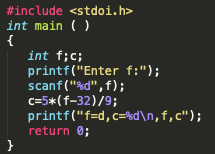 #include <stdoi.h>
int main ( )
{
int f;c;
printf("Enter f:");
scanf("%d",f);
c=5*(f-32)/9;
printf("f=d,c=%d\n,f,c");
return 0;
}